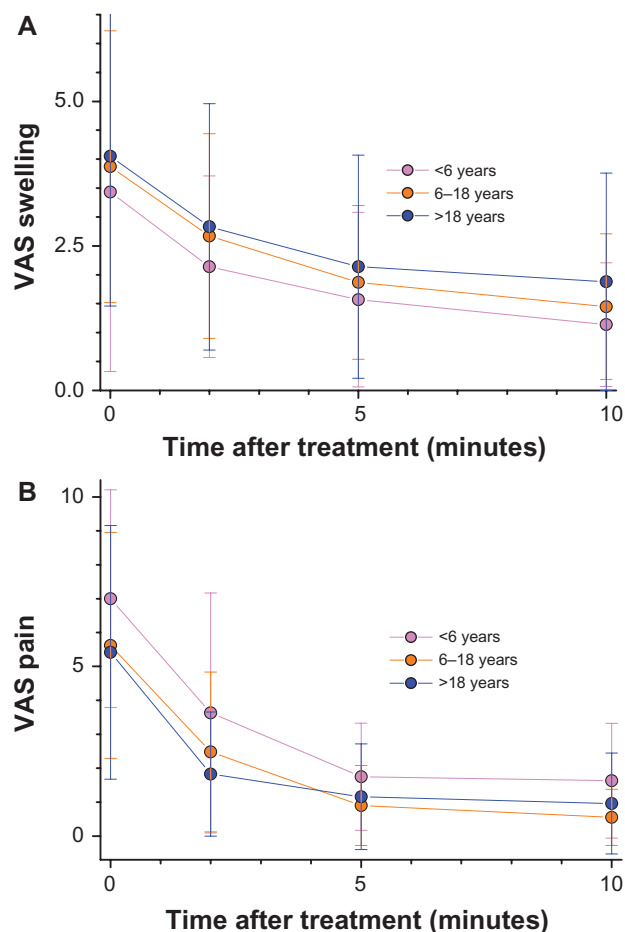 A
VAS swelling
5.0
2.5
0.0
<6 years
6–18 years
>18 years
0
5
10
Time after treatment (minutes)
B
VAS pain
10
5
0
<6 years
6–18 years
>18 years
0
5
10
Time after treatment (minutes)